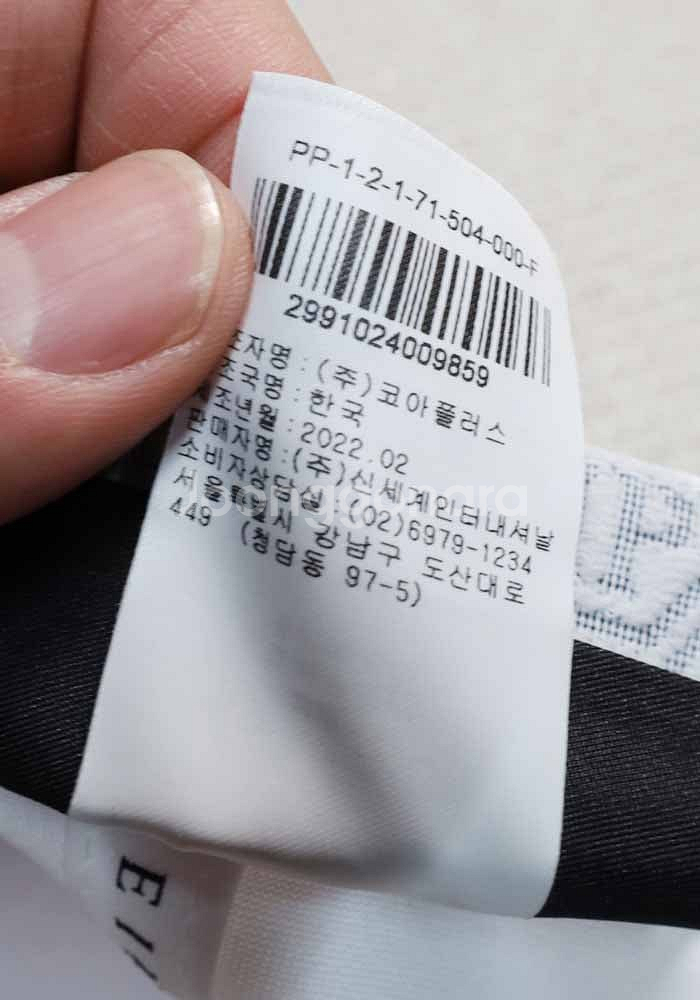 PP-1-2-1-71-504-000-F
2991024009859
제조자명 : (주)코아플러스
제조국명 : 한국
제조년월 : 2022.02
판매자명 : (주)신세계인터내셔날
소비자상담실 (02)6979-1234
서울특별시 강남구 도산대로
449 (청담동 97-5)
Joonggonara